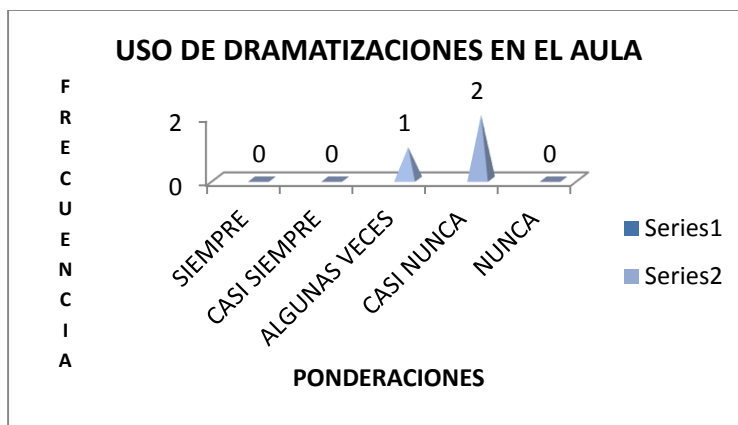 USO DE DRAMATIZACIONES EN EL AULA
FRECUENCIA
2
0
0
0
1
2
0
SIEMPRE
CASI SIEMPRE
ALGUNAS VECES
CASI NUNCA
NUNCA
Series1
Series2
PONDERACIONES